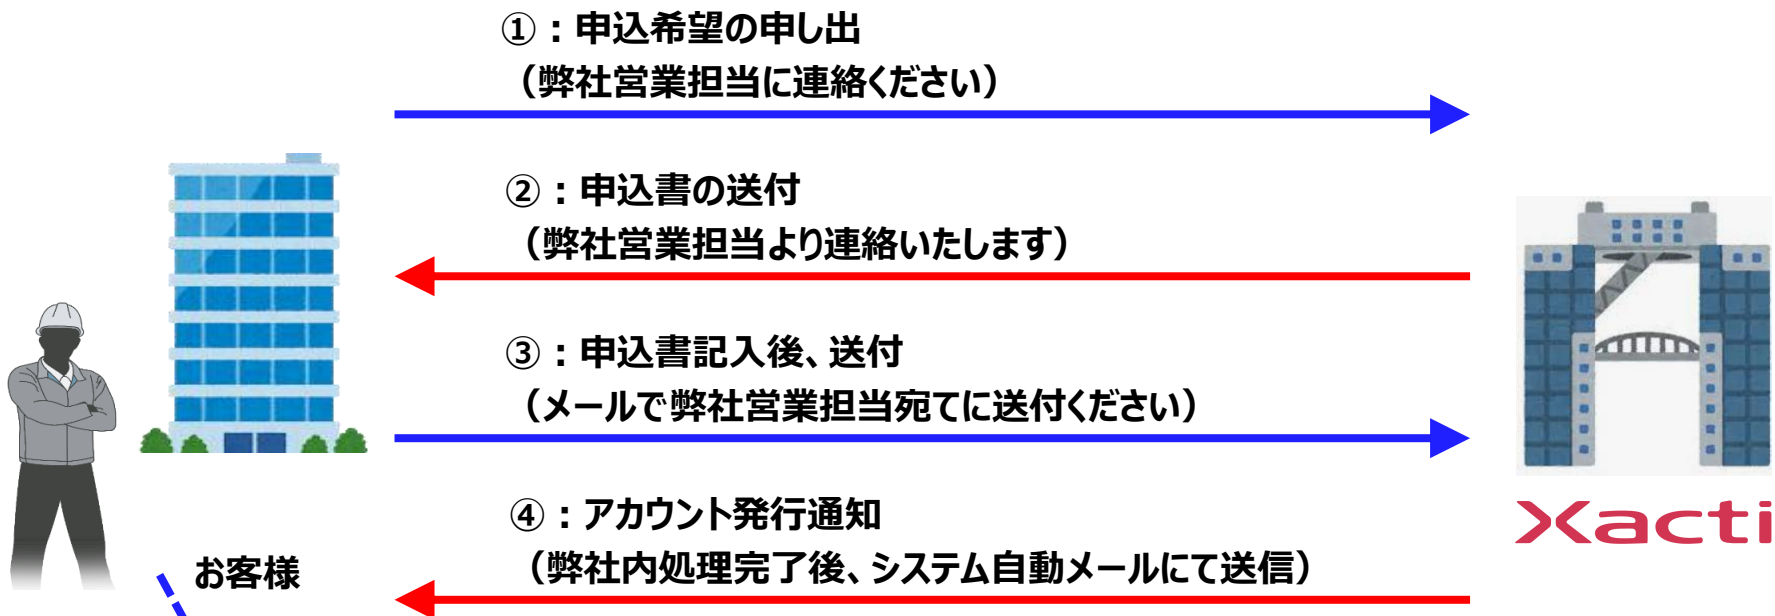 ①：申込希望の申し出
（弊社営業担当に連絡ください）
②：申込書の送付
（弊社営業担当より連絡いたします）
③：申込書記入後、送付
（メールで弊社営業担当宛てに送付ください）
Xacti
④：アカウント発行通知
（弊社内処理完了後、システム自動メールにて送信）
お客様